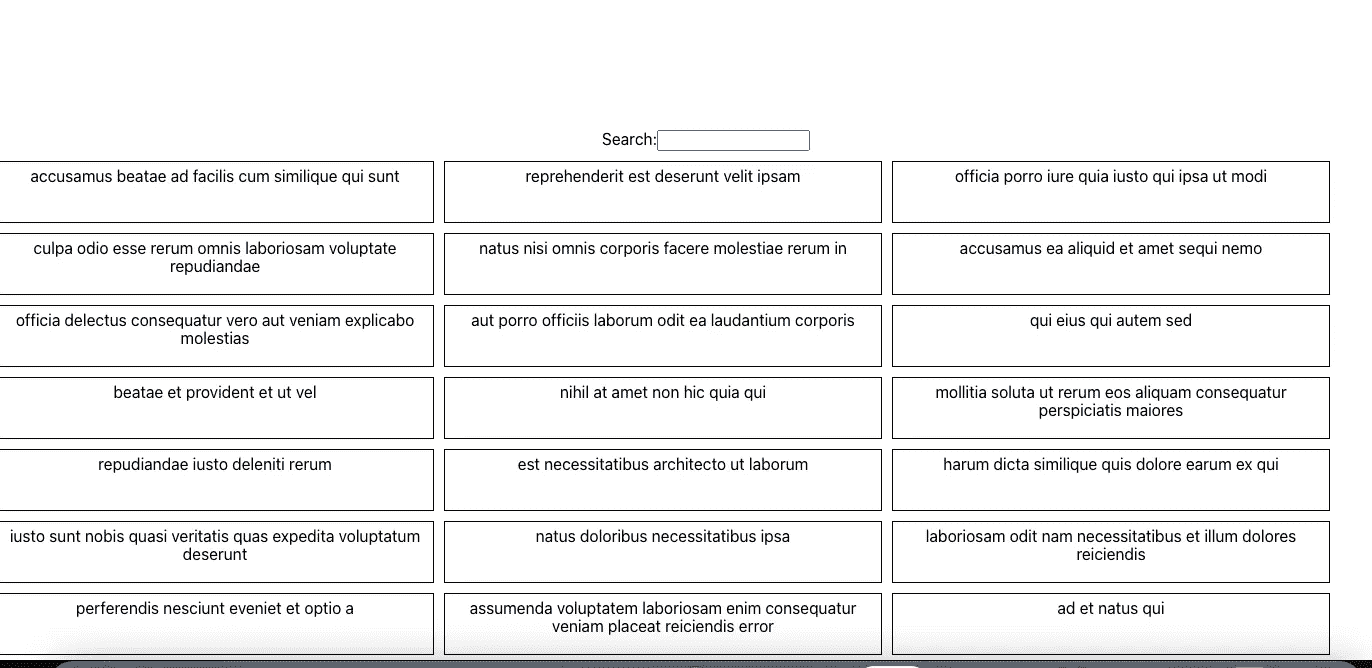 Search:
accusamus beatae ad facilis cum similique qui sunt
reprehenderit est deserunt velit ipsam
officia porro iure quia iusto qui ipsa ut modi
culpa odio esse rerum omnis laboriosam voluptate
repudiandae
natus nisi omnis corporis facere molestiae rerum in
accusamus ea aliquid et amet sequi nemo
officia delectus consequatur vero aut veniam explicabo
molestias
aut porro officiis laborum odit ea laudantium corporis
qui eius qui autem sed
beatae et provident et ut vel
nihil at amet non hic quia qui
mollitia soluta ut rerum eos aliquam consequatur
perspiciatis maiores
repudiandae iusto deleniti rerum
est necessitatibus architecto ut laborum
harum dicta similique quis dolore earum ex qui
iusto sunt nobis quasi veritatis quas expedita voluptatum
deserunt
natus doloribus necessitatibus ipsa
laboriosam odit nam necessitatibus et illum dolores
reiciendis
perferendis nesciunt eveniet et optio a
assumenda voluptatem laboriosam enim consequatur
veniam placeat reiciendis error
ad et natus qui